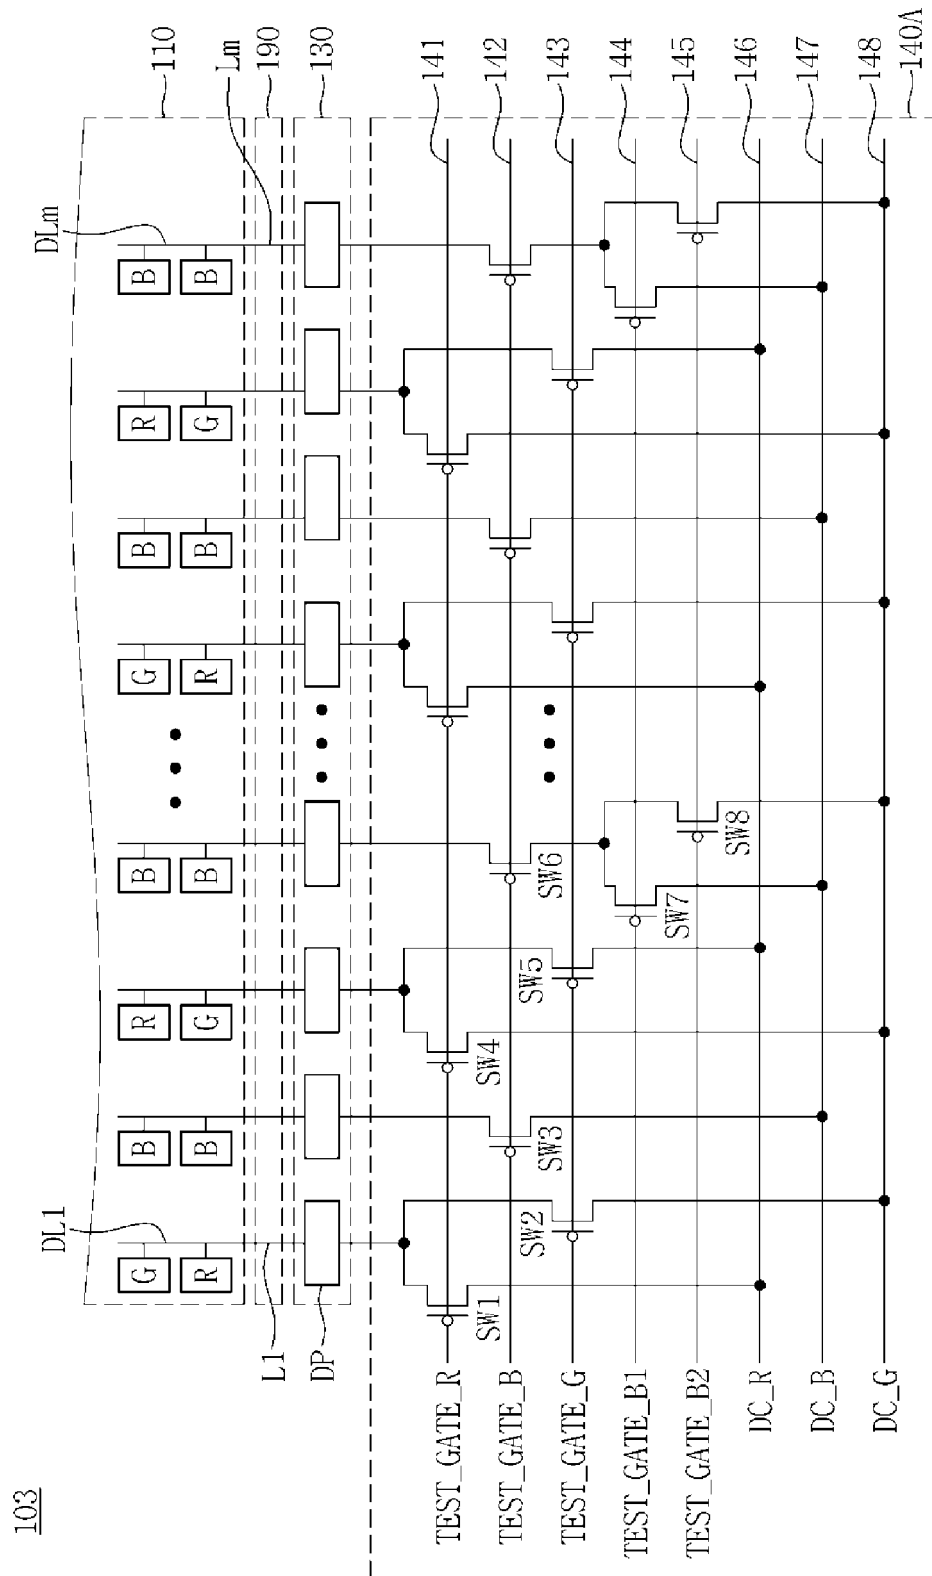 103
DL1
DLm
110
Lm
190
130
G
B
R
B
G
B
R
B
R
B
G
B
R
B
G
B
L1
DP
141
142
143
144
145
146
147
148
140A
TEST_GATE_R
TEST_GATE_B
TEST_GATE_G
TEST_GATE_B1
TEST_GATE_B2
DC_R
DC_B
DC_G
SW1
SW2
SW3
SW4
SW5
SW6
SW7
SW8